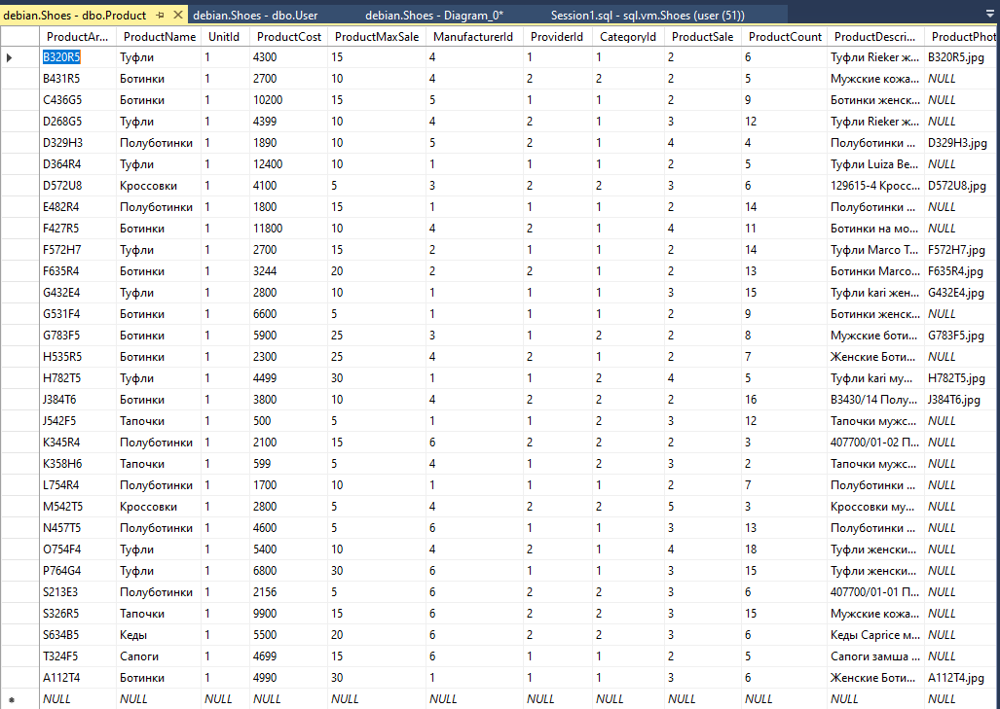 debian.Shoes - dbo.Product debian.Shoes - dbo.User debian.Shoes - Diagram_0* Session1.sql - sql.vm.Shoes (user (51))
ProductAr... ProductName UnitId ProductCost ProductMaxSale ManufacturerId ProviderId CategoryId ProductSale ProductCount ProductDescri... ProductPhot
B320R5 Туфли 1 4300 15 4 1 1 2 6 Туфли Rieker ж... B320R5.jpg
B431R5 Ботинки 1 2700 10 4 2 2 2 5 Мужские кожа... NULL
C436G5 Ботинки 1 10200 15 5 1 1 2 9 Ботинки женск... NULL
D268G5 Туфли 1 4399 10 4 2 1 3 12 Туфли Rieker ж... NULL
D329H3 Полуботинки 1 1890 10 5 2 1 4 4 Полуботинки ... D329H3.jpg
D364R4 Туфли 1 12400 10 1 1 1 2 5 Туфли Luiza Be... NULL
D572U8 Кроссовки 1 4100 5 3 2 2 3 6 129615-4 Кросс... D572U8.jpg
E482R4 Полуботинки 1 1800 15 1 1 1 2 14 Полуботинки ... NULL
F427R5 Ботинки 1 11800 10 4 2 1 4 11 Ботинки на мо... NULL
F572H7 Туфли 1 2700 15 2 1 1 2 14 Туфли Marco T... F572H7.jpg
F635R4 Ботинки 1 3244 20 2 2 1 2 13 Ботинки Marco... F635R4.jpg
G432E4 Туфли 1 2800 10 1 1 1 3 15 Туфли kari жен... G432E4.jpg
G531F4 Ботинки 1 6600 5 1 1 1 2 9 Ботинки женск... NULL
G783F5 Ботинки 1 5900 25 3 1 2 2 8 Мужские боти... G783F5.jpg
H535R5 Ботинки 1 2300 25 4 2 1 2 7 Женские Боти... NULL
H782T5 Туфли 1 4499 30 1 1 2 4 5 Туфли kari му... H782T5.jpg
J384T6 Ботинки 1 3800 10 4 2 2 2 16 B3430/14 Полу... J384T6.jpg
J542F5 Тапочки 1 500 5 1 1 2 3 12 Тапочки мужс... NULL
K345R4 Полуботинки 1 2100 15 6 2 2 2 3 407700/01-02 П... NULL
K358H6 Тапочки 1 599 5 4 1 2 3 2 Тапочки мужс... NULL
L754R4 Полуботинки 1 1700 10 1 1 1 2 7 Полуботинки ... NULL
M542T5 Кроссовки 1 2800 5 4 2 2 5 3 Кроссовки му... NULL
N457T5 Полуботинки 1 4600 5 6 1 1 3 13 Полуботинки ... NULL
O754F4 Туфли 1 5400 10 4 2 1 4 18 Туфли женски... NULL
P764G4 Туфли 1 6800 30 6 1 1 3 15 Туфли женски... NULL
S213E3 Полуботинки 1 2156 5 6 2 2 3 6 407700/01-01 П... NULL
S326R5 Тапочки 1 9900 15 6 2 2 3 15 Мужские кожа... NULL
S634B5 Кеды 1 5500 20 6 2 2 3 6 Кеды Caprice м... NULL
T324F5 Сапоги 1 4699 15 6 1 1 2 5 Сапоги замша ... NULL
A112T4 Ботинки 1 4990 30 1 1 1 3 6 Женские Боти... A112T4.jpg
NULL NULL NULL NULL NULL NULL NULL NULL NULL NULL NULL NULL